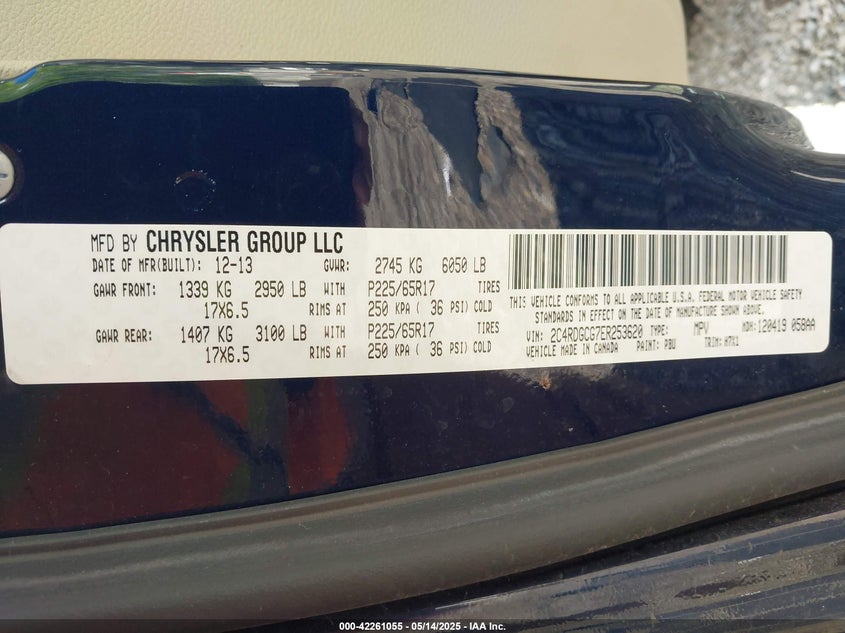 MFD BY CHRYSLER GROUP LLC
DATE OF MFR(BUILT): 12-13 GVWR: 2745 KG 6050 LB
GAWR FRONT: 1339 KG 2950 LB WITH P225/65R17 TIRES
17X6.5 RIMS AT 250 KPA ( 36 PSI) COLD
GAWR REAR: 1407 KG 3100 LB WITH P225/65R17 TIRES
17X6.5 RIMS AT 250 KPA ( 36 PSI) COLD
THIS VEHICLE CONFORMS TO ALL APPLICABLE U.S.A. FEDERAL MOTOR VEHICLE SAFETY
STANDARDS IN EFFECT ON THE DATE OF MANUFACTURE SHOWN ABOVE.
VIN: 2C4RDGCG7ER253620 TYPE: MPV MDH: 120419 058AA
VEHICLE MADE IN CANADA PAINT: PBU TRIM: H7X1
000-42261055 - 05/14/2025 - IAA Inc.